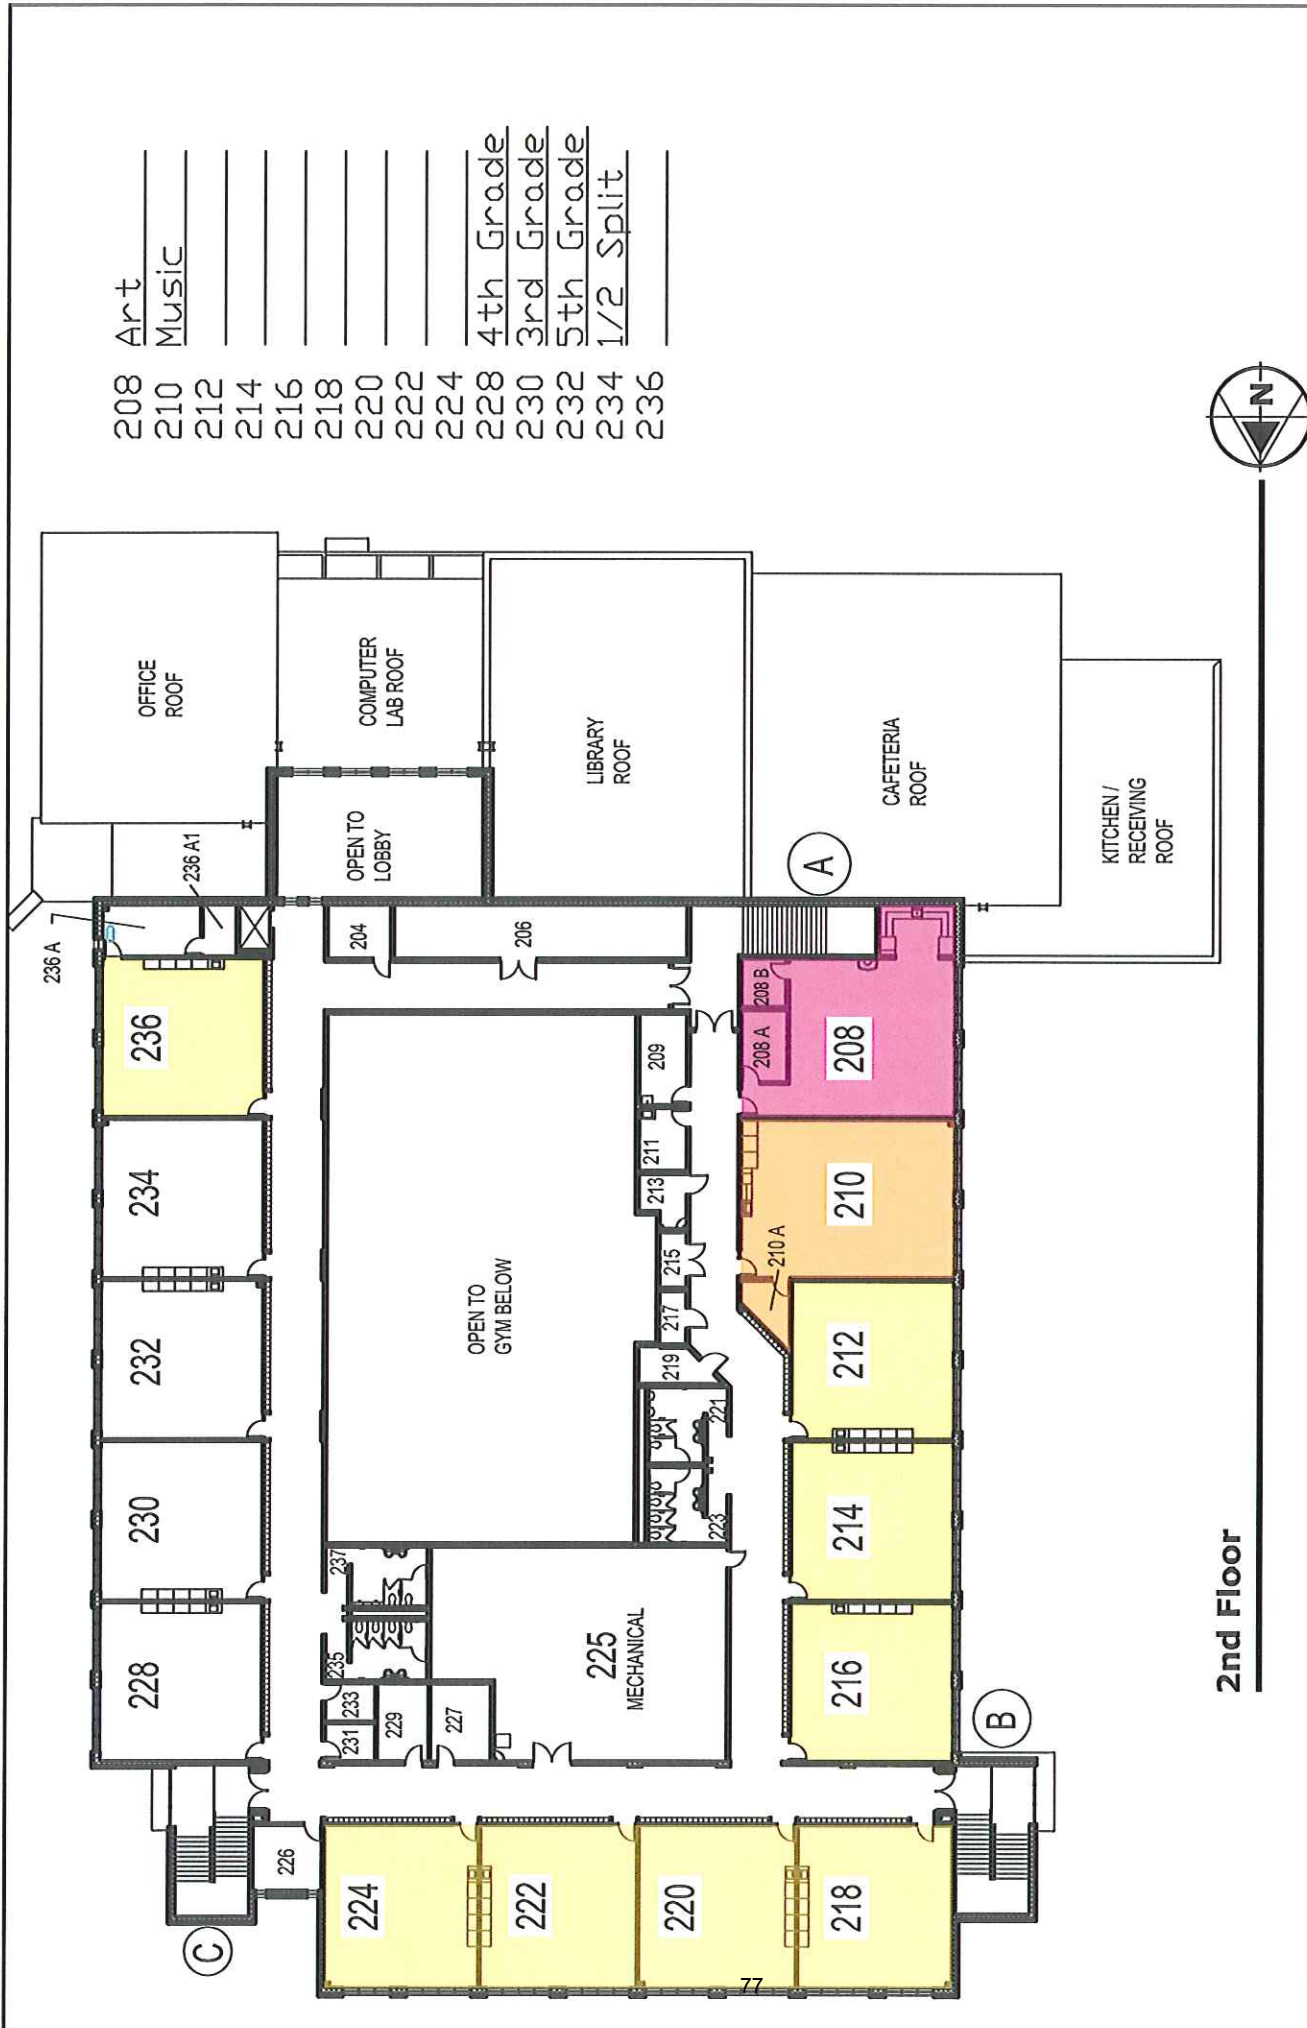 208 Art
210 Music
212
214
216
218
220
222
224
228 4th Grade
230 3rd Grade
232 5th Grade
234 1/2 Split
236
OFFICE
ROOF
COMPUTER
LAB ROOF
LIBRARY
ROOF
CAFETERIA
ROOF
KITCHEN /
RECEIVING
ROOF
OPEN TO
LOBBY
236 A1
236 A
A
204
206
236
234
232
230
228
208 B
208 A
208
209
211
213
215
217
219
221
223
210
210 A
212
214
216
OPEN TO
GYM BELOW
237
235
233
231
229
227
225
MECHANICAL
226
224
222
220
218
B
C
N
2nd Floor
77